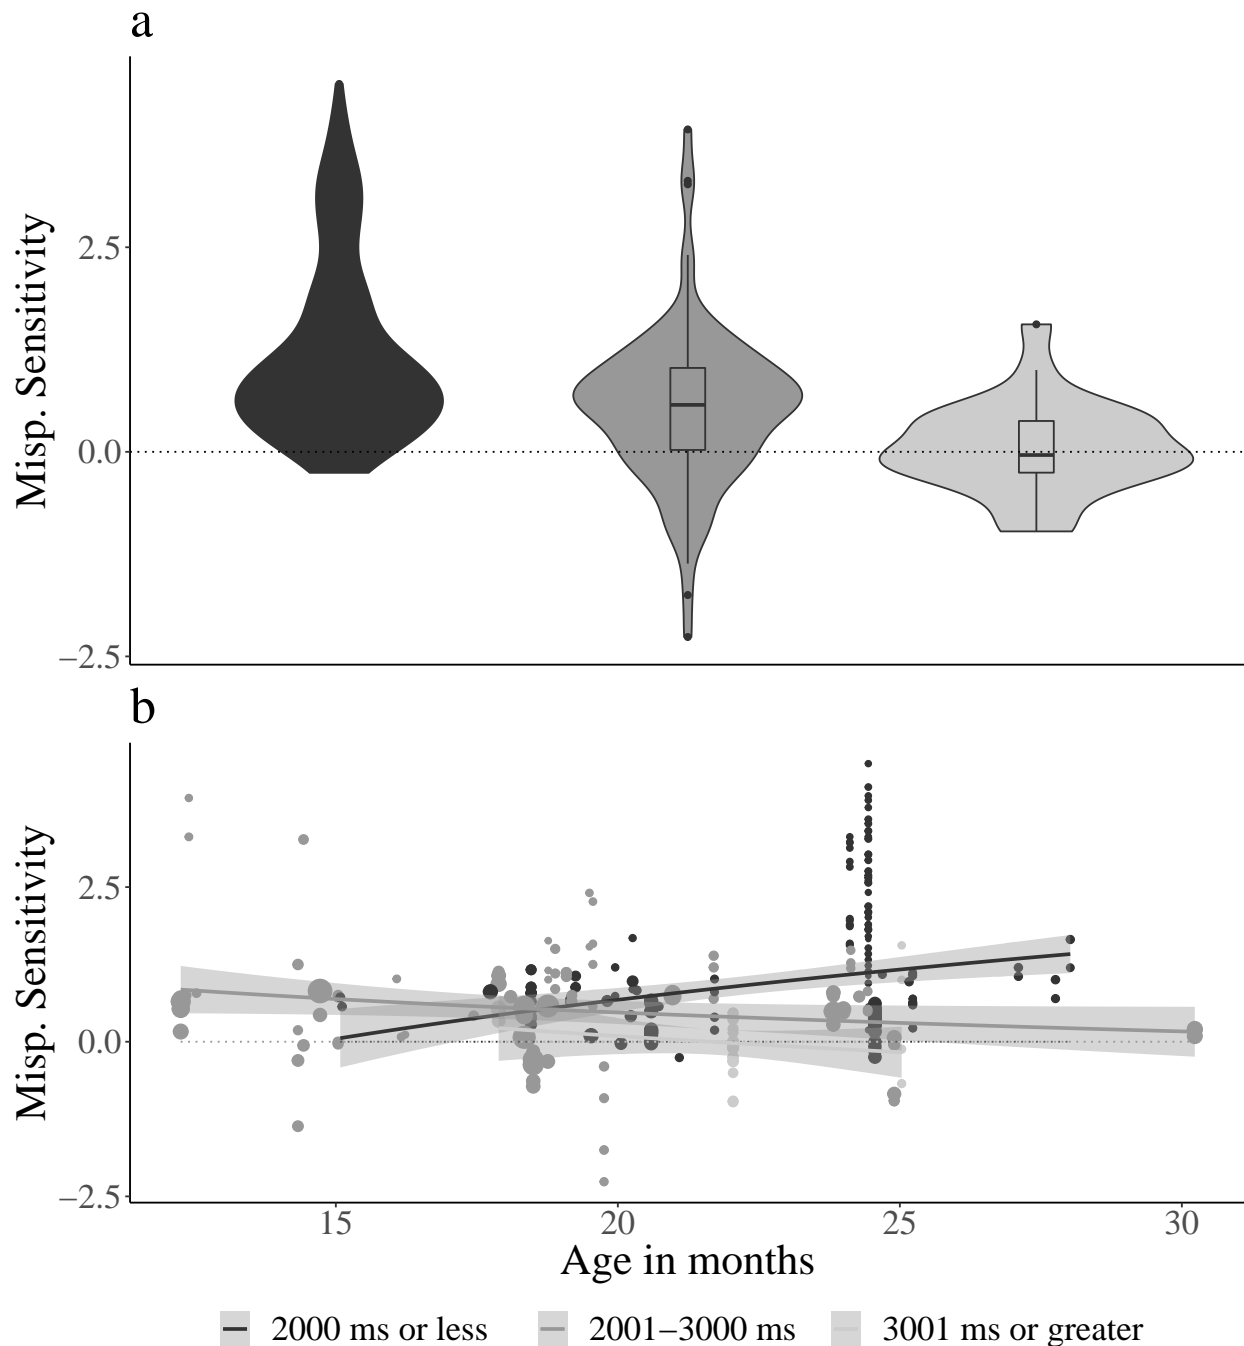 a
Misp. Sensitivity
2.5
0.0
−2.5
b
Misp. Sensitivity
2.5
0.0
−2.5
15 20 25 30
Age in months
2000 ms or less 2001−3000 ms 3001 ms or greater